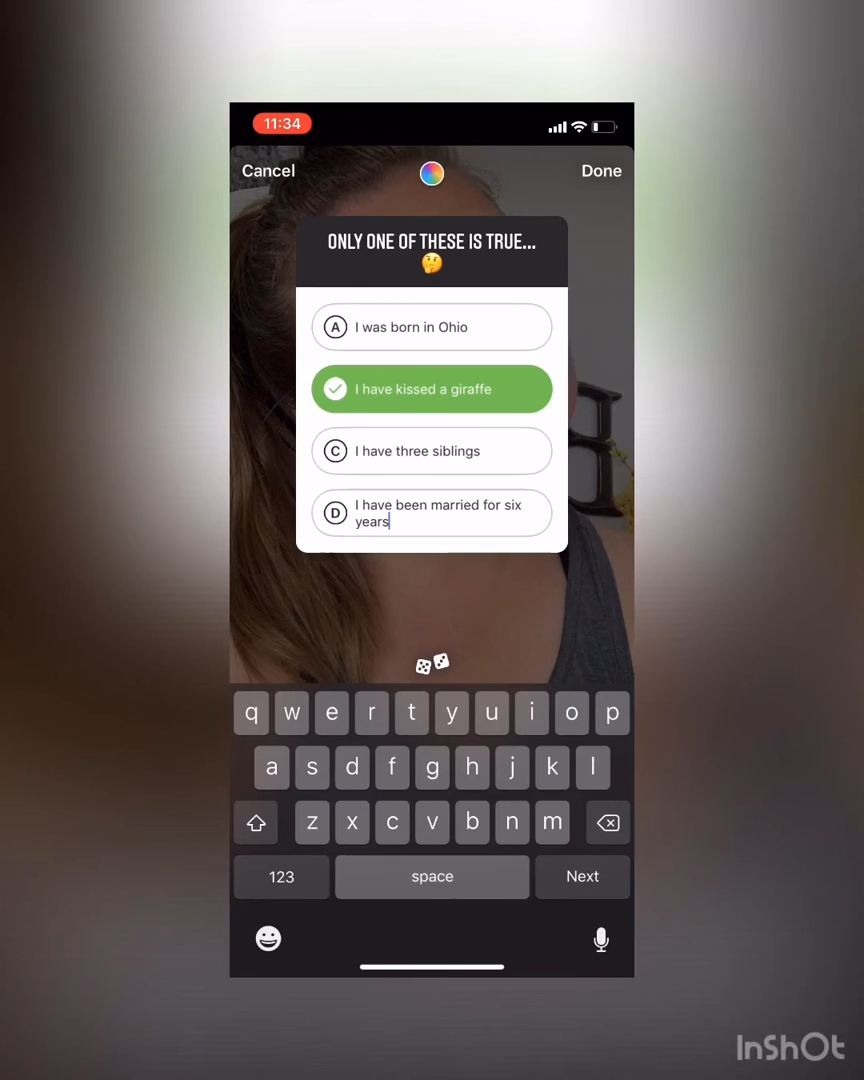 11:34
Cancel
Done
ONLY ONE OF THESE IS TRUE...
🤔
A I was born in Ohio
I have kissed a giraffe
C I have three siblings
D I have been married for six
years
B
q w e r t y u i o p
a s d f g h j k l
z x c v b n m
123 space Next
InShOt